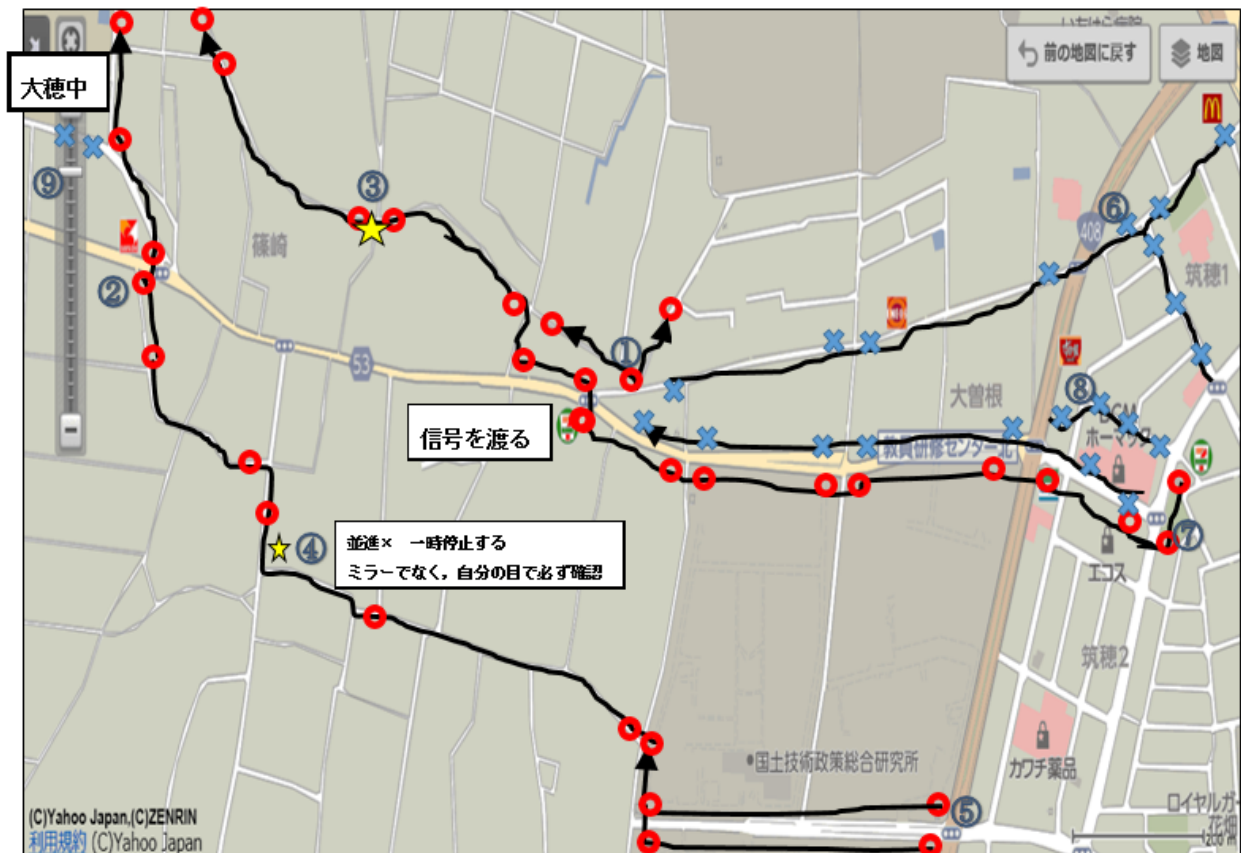 前の地図に戻す
地図
大穂中
⑨
③
篠崎
②
53
①
408
⑥
筑穂1
大曽根
⑧
DCM
ホーマック
信号を渡る
教員研修センター北
⑦
エコス
④
並進× 一時停止する
ミラーでなく，自分の目で必ず確認
筑穂2
国土技術政策総合研究所
カワチ薬品
⑤
(C)Yahoo Japan,(C)ZENRIN
利用規約 (C)Yahoo Japan
ロイヤルガー
花畑
200 m